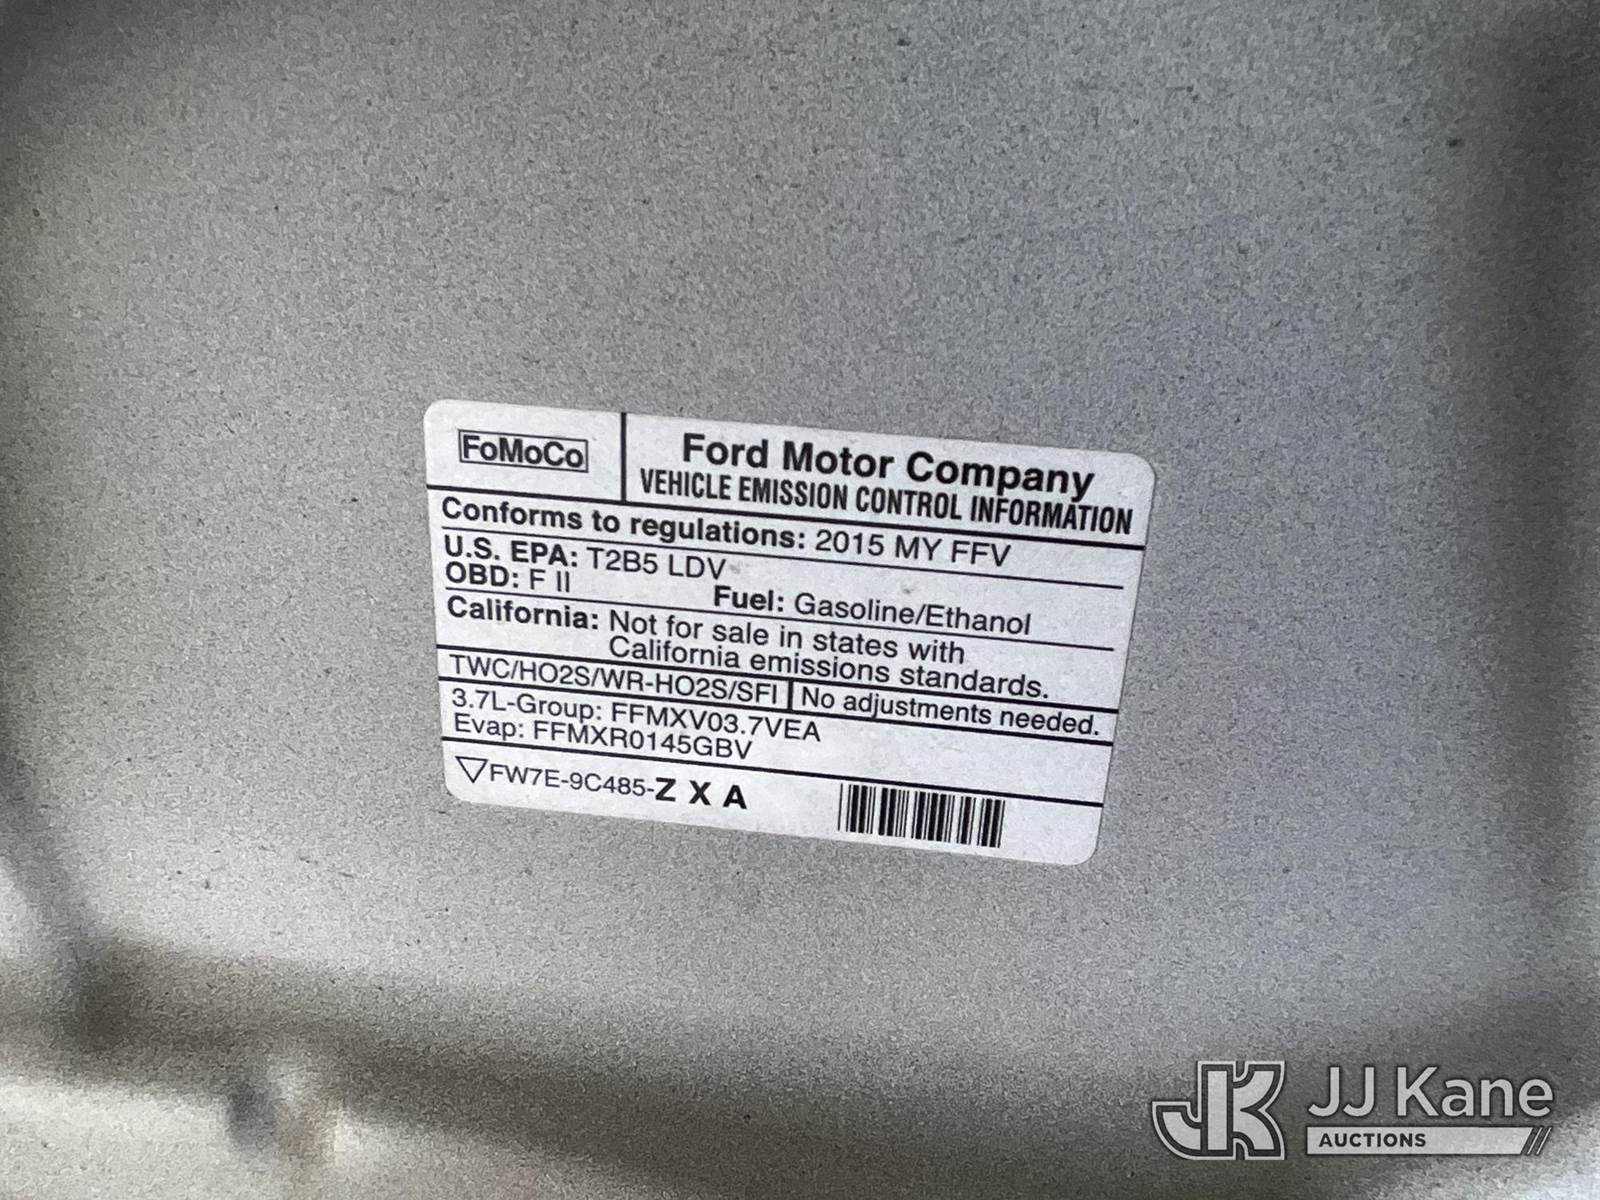 FoMoCo
Ford Motor Company
VEHICLE EMISSION CONTROL INFORMATION
Conforms to regulations: 2015 MY FFV
U.S. EPA: T2B5 LDV
OBD: F II
Fuel: Gasoline/Ethanol
California: Not for sale in states with
California emissions standards.
TWC/HO2S/WR-HO2S/SFI
No adjustments needed.
3.7L-Group: FFMXV03.7VEA
Evap: FFMXR0145GBV
▽FW7E-9C485-Z X A
JK
JJ Kane
AUCTIONS